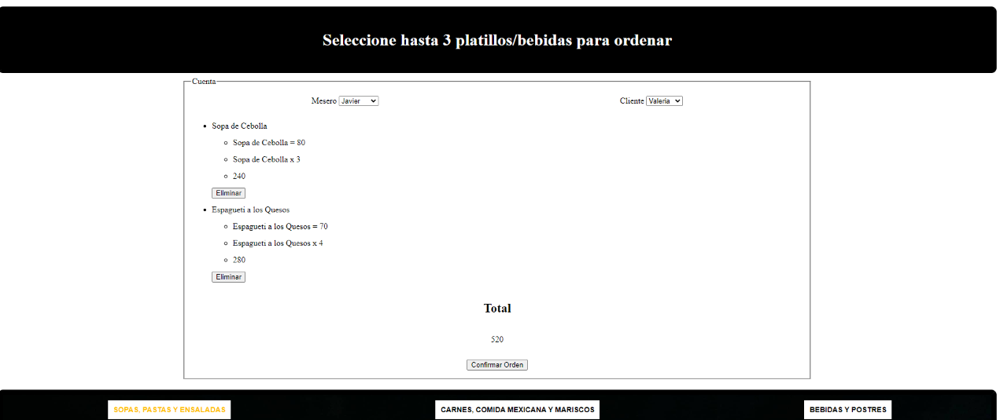 Seleccione hasta 3 platillos/bebidas para ordenar
Cuenta
Mesero Javier
Cliente Valeria
Sopa de Cebolla
Sopa de Cebolla = 80
Sopa de Cebolla x 3
240
Eliminar
Espagueti a los Quesos
Espagueti a los Quesos = 70
Espagueti a los Quesos x 4
280
Eliminar
Total
520
Confirmar Orden
SOPAS, PASTAS Y ENSALADAS
CARNES, COMIDA MEXICANA Y MARISCOS
BEBIDAS Y POSTRES